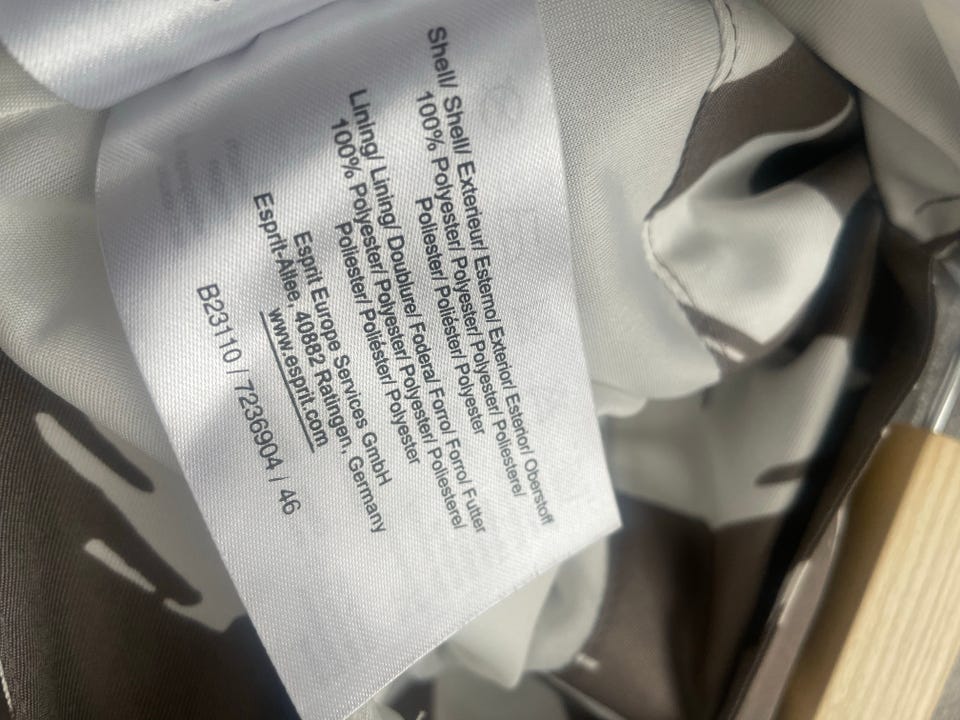 Shell/ Shell/ Exterieur/ Esterno/ Exterior/ Esterior/ Oberstoff
100% Polyester/ Polyester/ Polyester/ Poliestere/
Poliester/ Poliéster/ Polyester
Lining/ Lining/ Doublure/ Fodera/ Forro/ Forro/ Futter
100% Polyester/ Polyester/ Polyester/ Poliestere/
Poliester/ Poliéster/ Polyester
Esprit Europe Services GmbH
Esprit-Allee, 40882 Ratingen, Germany
www.esprit.com
B23110 / 7236904 / 46